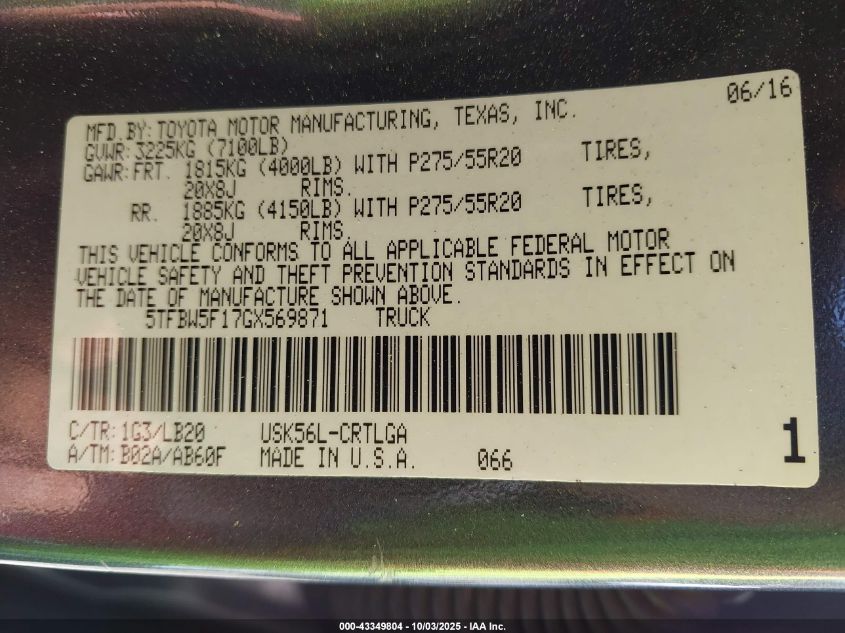 06/16
MFD.BY: TOYOTA MOTOR MANUFACTURING, TEXAS, INC.
GVWR: 3225KG (7100LB)
GAWR: FRT. 1815KG (4000LB) WITH P275/55R20 TIRES,
20X8J RIMS.
RR. 1885KG (4150LB) WITH P275/55R20 TIRES,
20X8J RIMS.
THIS VEHICLE CONFORMS TO ALL APPLICABLE FEDERAL MOTOR
VEHICLE SAFETY AND THEFT PREVENTION STANDARDS IN EFFECT ON
THE DATE OF MANUFACTURE SHOWN ABOVE.
5TFBW5F17GX569871 TRUCK
C/TR: 1G3/LB20 USK56L-CRTLGA
A/TM: B02A/AB60F MADE IN U.S.A. 066
1
000-43349804 - 10/03/2025 - IAA Inc.